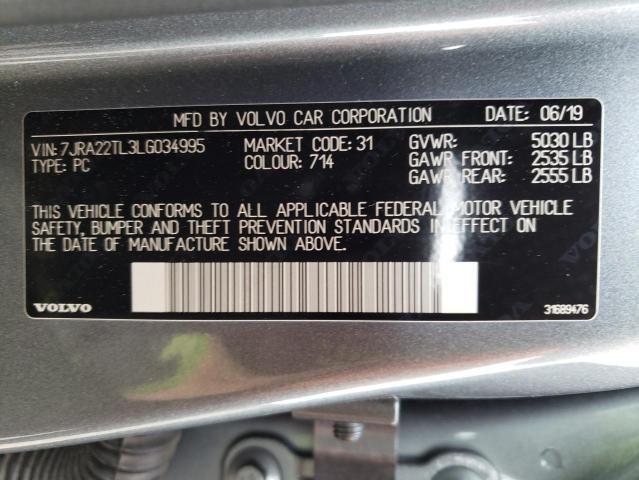 MFD BY VOLVO CAR CORPORATION DATE: 06/19
VIN: 7JRA22TL3LG034995 MARKET CODE: 31 GVWR: 5030 LB
TYPE: PC COLOUR: 714 GAWR FRONT: 2535 LB
GAWR REAR: 2555 LB
THIS VEHICLE CONFORMS TO ALL APPLICABLE FEDERAL MOTOR VEHICLE
SAFETY, BUMPER AND THEFT PREVENTION STANDARDS IN EFFECT ON
THE DATE OF MANUFACTURE SHOWN ABOVE.
VOLVO 31689476